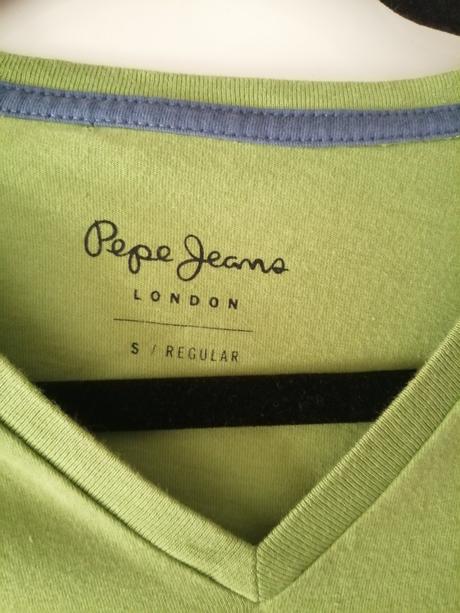 Pepe Jeans
LONDON
S / REGULAR